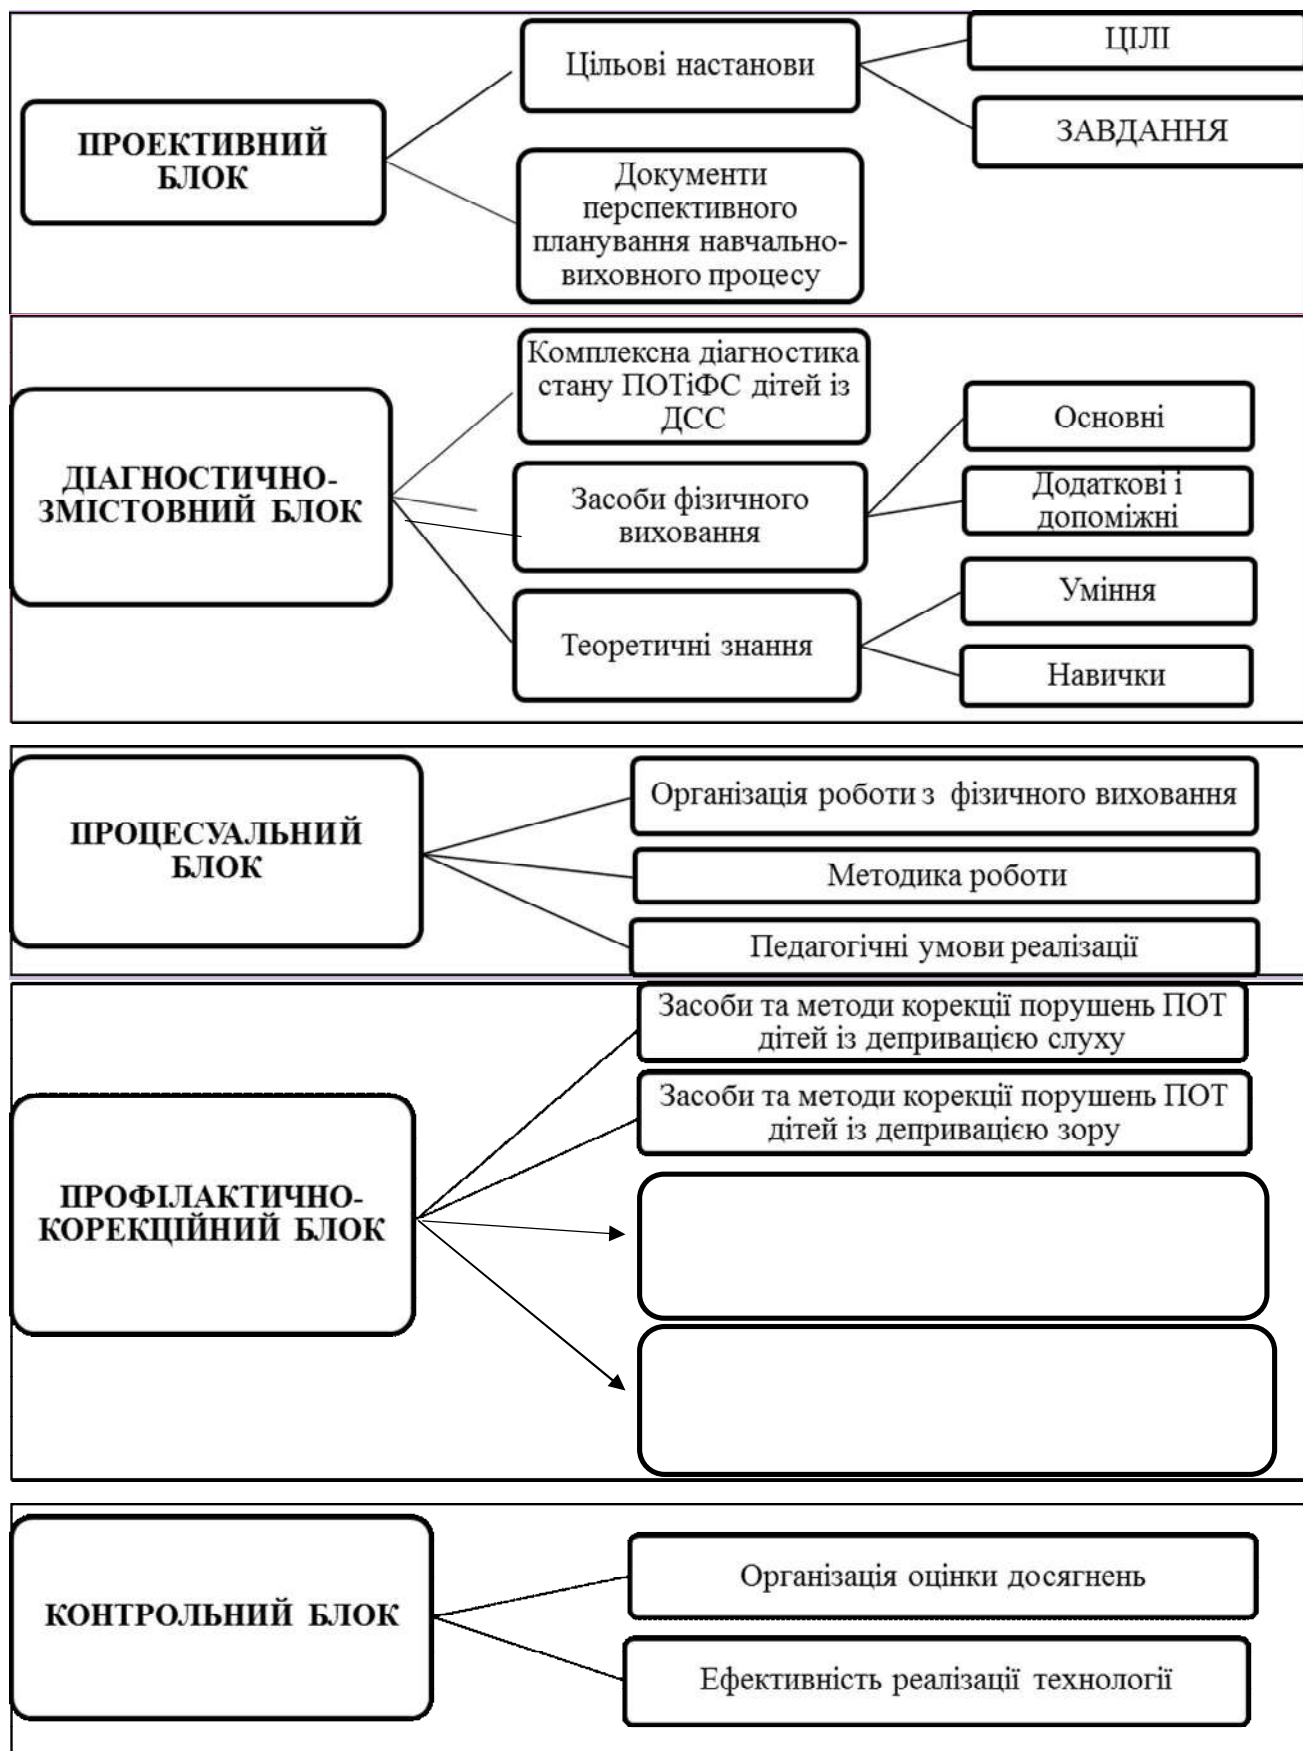 ПРОЕКТИВНИЙ
БЛОК
Цільові настанови
ЦІЛІ
ЗАВДАННЯ
Документи
перспективного
планування навчально-
виховного процесу
ДІАГНОСТИЧНО-
ЗМІСТОВНИЙ БЛОК
Комплексна діагностика
стану ПОТіФС дітей із
ДСС
Засоби фізичного
виховання
Основні
Додаткові і
допоміжні
Теоретичні знання
Уміння
Навички
ПРОЦЕСУАЛЬНИЙ
БЛОК
Організація роботи з фізичного виховання
Методика роботи
Педагогічні умови реалізації
ПРОФІЛАКТИЧНО-
КОРЕКЦІЙНИЙ БЛОК
Засоби та методи корекції порушень ПОТ
дітей із депривацією слуху
Засоби та методи корекції порушень ПОТ
дітей із депривацією зору
КОНТРОЛЬНИЙ БЛОК
Організація оцінки досягнень
Ефективність реалізації технології